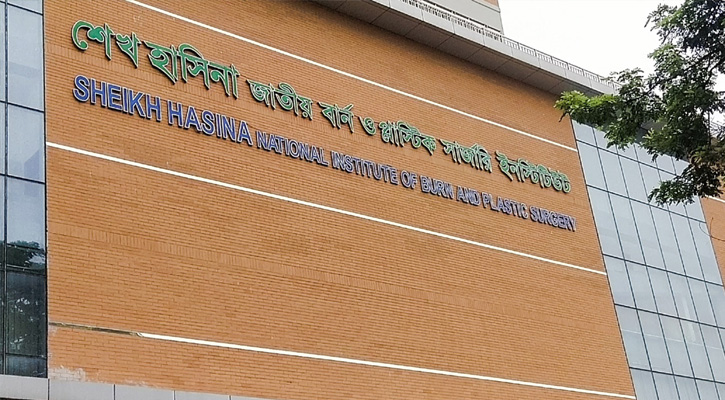 শেখ হাসিনা জাতীয় বার্ন ও প্লাস্টিক সার্জারি ইনস্টিটিউট
SHEIKH HASINA NATIONAL INSTITUTE OF BURN AND PLASTIC SURGERY